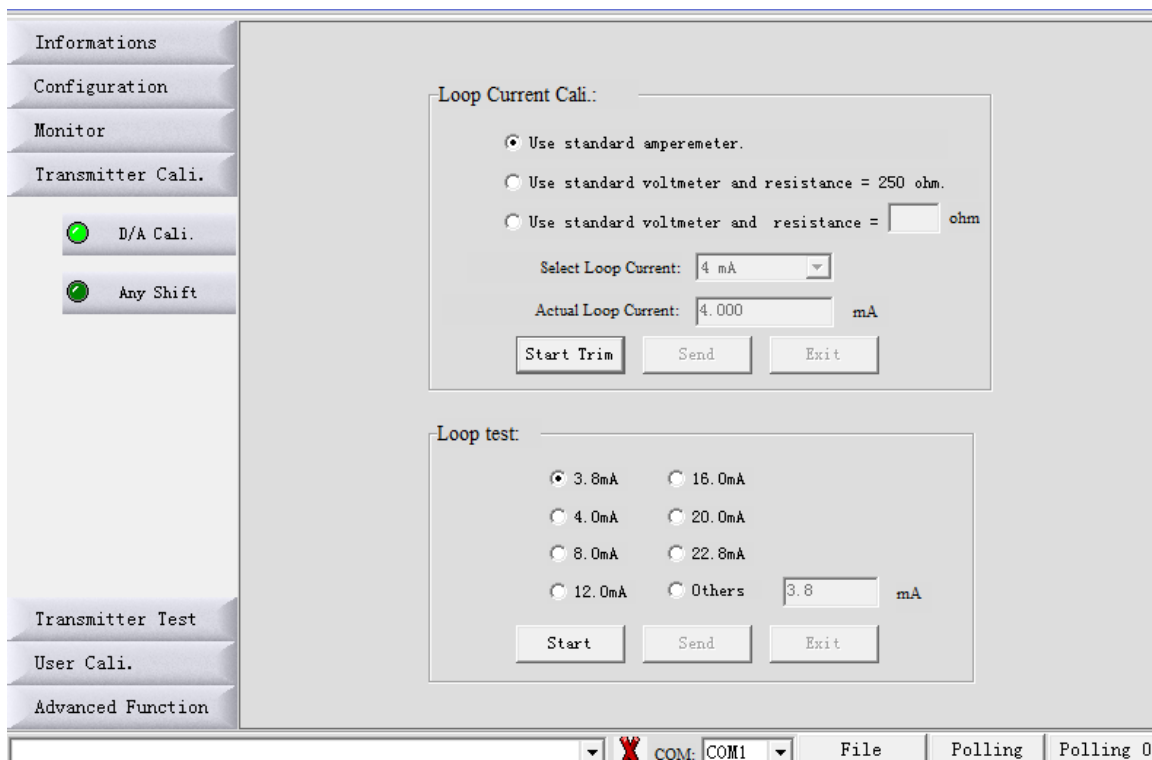 Informations
Configuration
Monitor
Transmitter Cali.
D/A Cali.
Any Shift
Transmitter Test
User Cali.
Advanced Function
Loop Current Cali.:
Use standard amperemeter.
Use standard voltmeter and resistance = 250 ohm.
Use standard voltmeter and resistance = ohm
Select Loop Current: 4 mA
Actual Loop Current: 4.000 mA
Start Trim Send Exit
Loop test:
3.8mA 16.0mA
4.0mA 20.0mA
8.0mA 22.8mA
12.0mA Others 3.8 mA
Start Send Exit
COM: COM1 File Polling Polling 0